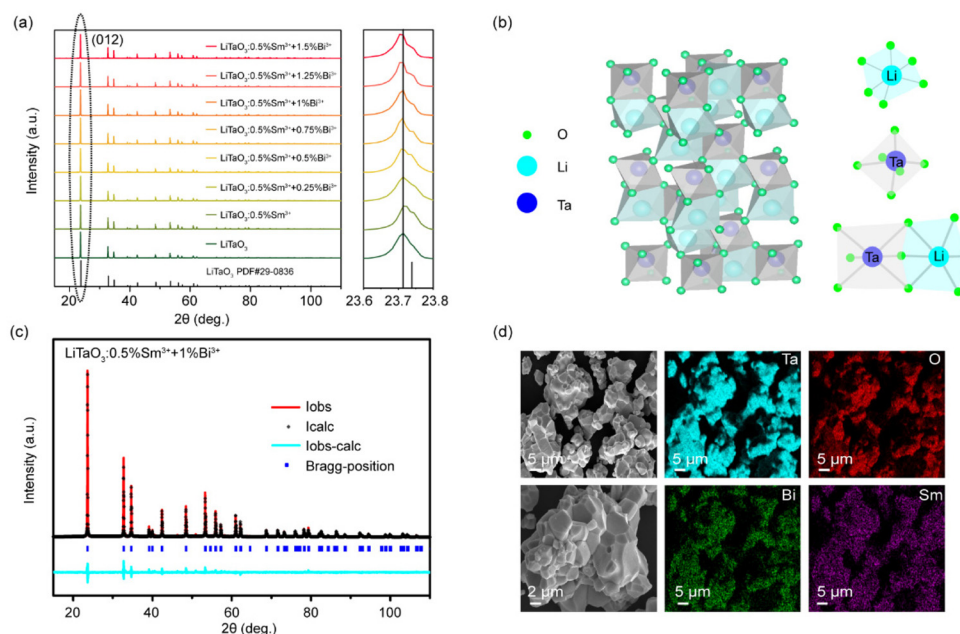 (a)
(012)
LiTaO₃:0.5%Sm³⁺+1.5%Bi³⁺
LiTaO₃:0.5%Sm³⁺+1.25%Bi³⁺
LiTaO₃:0.5%Sm³⁺+1%Bi³⁺
LiTaO₃:0.5%Sm³⁺+0.75%Bi³⁺
LiTaO₃:0.5%Sm³⁺+0.5%Bi³⁺
LiTaO₃:0.5%Sm³⁺+0.25%Bi³⁺
LiTaO₃:0.5%Sm³⁺
LiTaO₃
LiTaO₃ PDF#29-0836
Intensity (a.u.)
20 40 60 80 100
23.6 23.7 23.8
2θ (deg.)
(b)
O
Li
Ta
Li
Ta
Ta
Li
(c)
LiTaO₃:0.5%Sm³⁺+1%Bi³⁺
Iobs
Icalc
Iobs-calc
Bragg-position
Intensity (a.u.)
20 40 60 80 100
2θ (deg.)
(d)
5 μm
Ta
5 μm
O
5 μm
2 μm
Bi
5 μm
Sm
5 μm